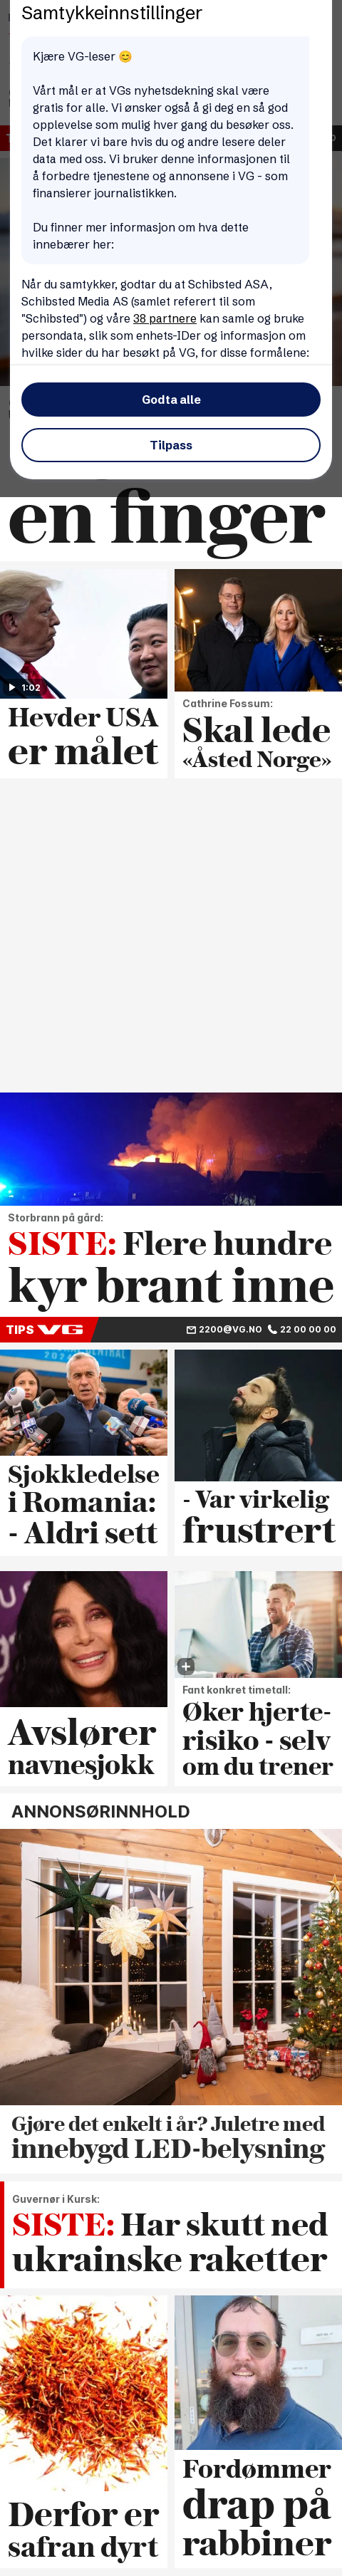 Samtykkeinnstillinger
Kjære VG-leser 😊
Vårt mål er at VGs nyhetsdekning skal være
gratis for alle. Vi ønsker også å gi deg en så god
opplevelse som mulig hver gang du besøker oss.
Det klarer vi bare hvis du og andre lesere deler
data med oss. Vi bruker denne informasjonen til
å forbedre tjenestene og annonsene i VG - som
finansierer journalistikken.
Du finner mer informasjon om hva dette
innebærer her:
Når du samtykker, godtar du at Schibsted ASA,
Schibsted Media AS (samlet referert til som
"Schibsted") og våre 38 partnere kan samle og bruke
persondata, slik som enhets-IDer og informasjon om
hvilke sider du har besøkt på VG, for disse formålene:
Godta alle
Tilpass
en finger
1:02
Hevder USA
er målet
Cathrine Fossum:
Skal lede
«Åsted Norge»
Storbrann på gård:
SISTE: Flere hundre
kyr brant inne
TIPS VG 2200@VG.NO 22 00 00 00
Sjokkledelse
i Romania:
- Aldri sett
- Var virkelig
frustrert
Avslører
navnesjokk
Fant konkret timetall:
Øker hjerte-
risiko - selv
om du trener
ANNONSØRINNHOLD
Gjøre det enkelt i år? Juletre med
innebygd LED-belysning
Guvernør i Kursk:
SISTE: Har skutt ned
ukrainske raketter
Derfor er
safran dyrt
Fordømmer
drap på
rabbiner